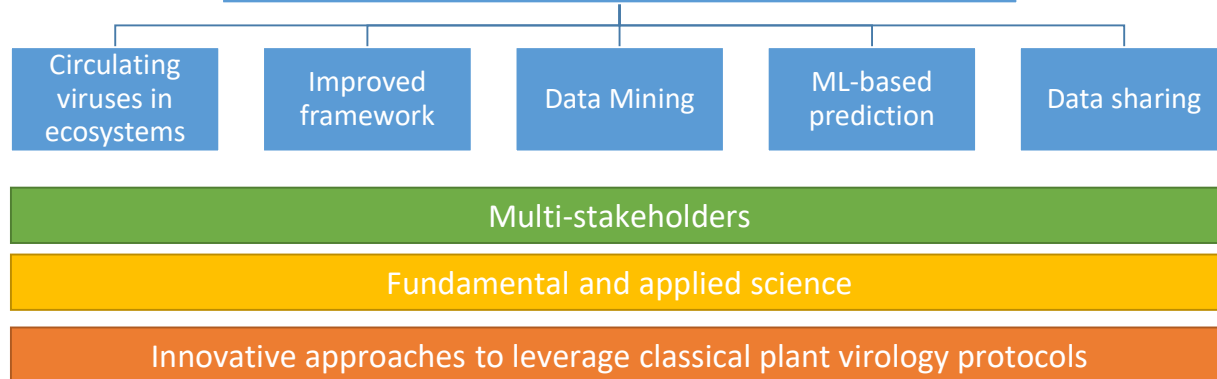 Circulating
viruses in
ecosystems
Improved
framework
Data Mining
ML-based
prediction
Data sharing
Multi-stakeholders
Fundamental and applied science
Innovative approaches to leverage classical plant virology protocols